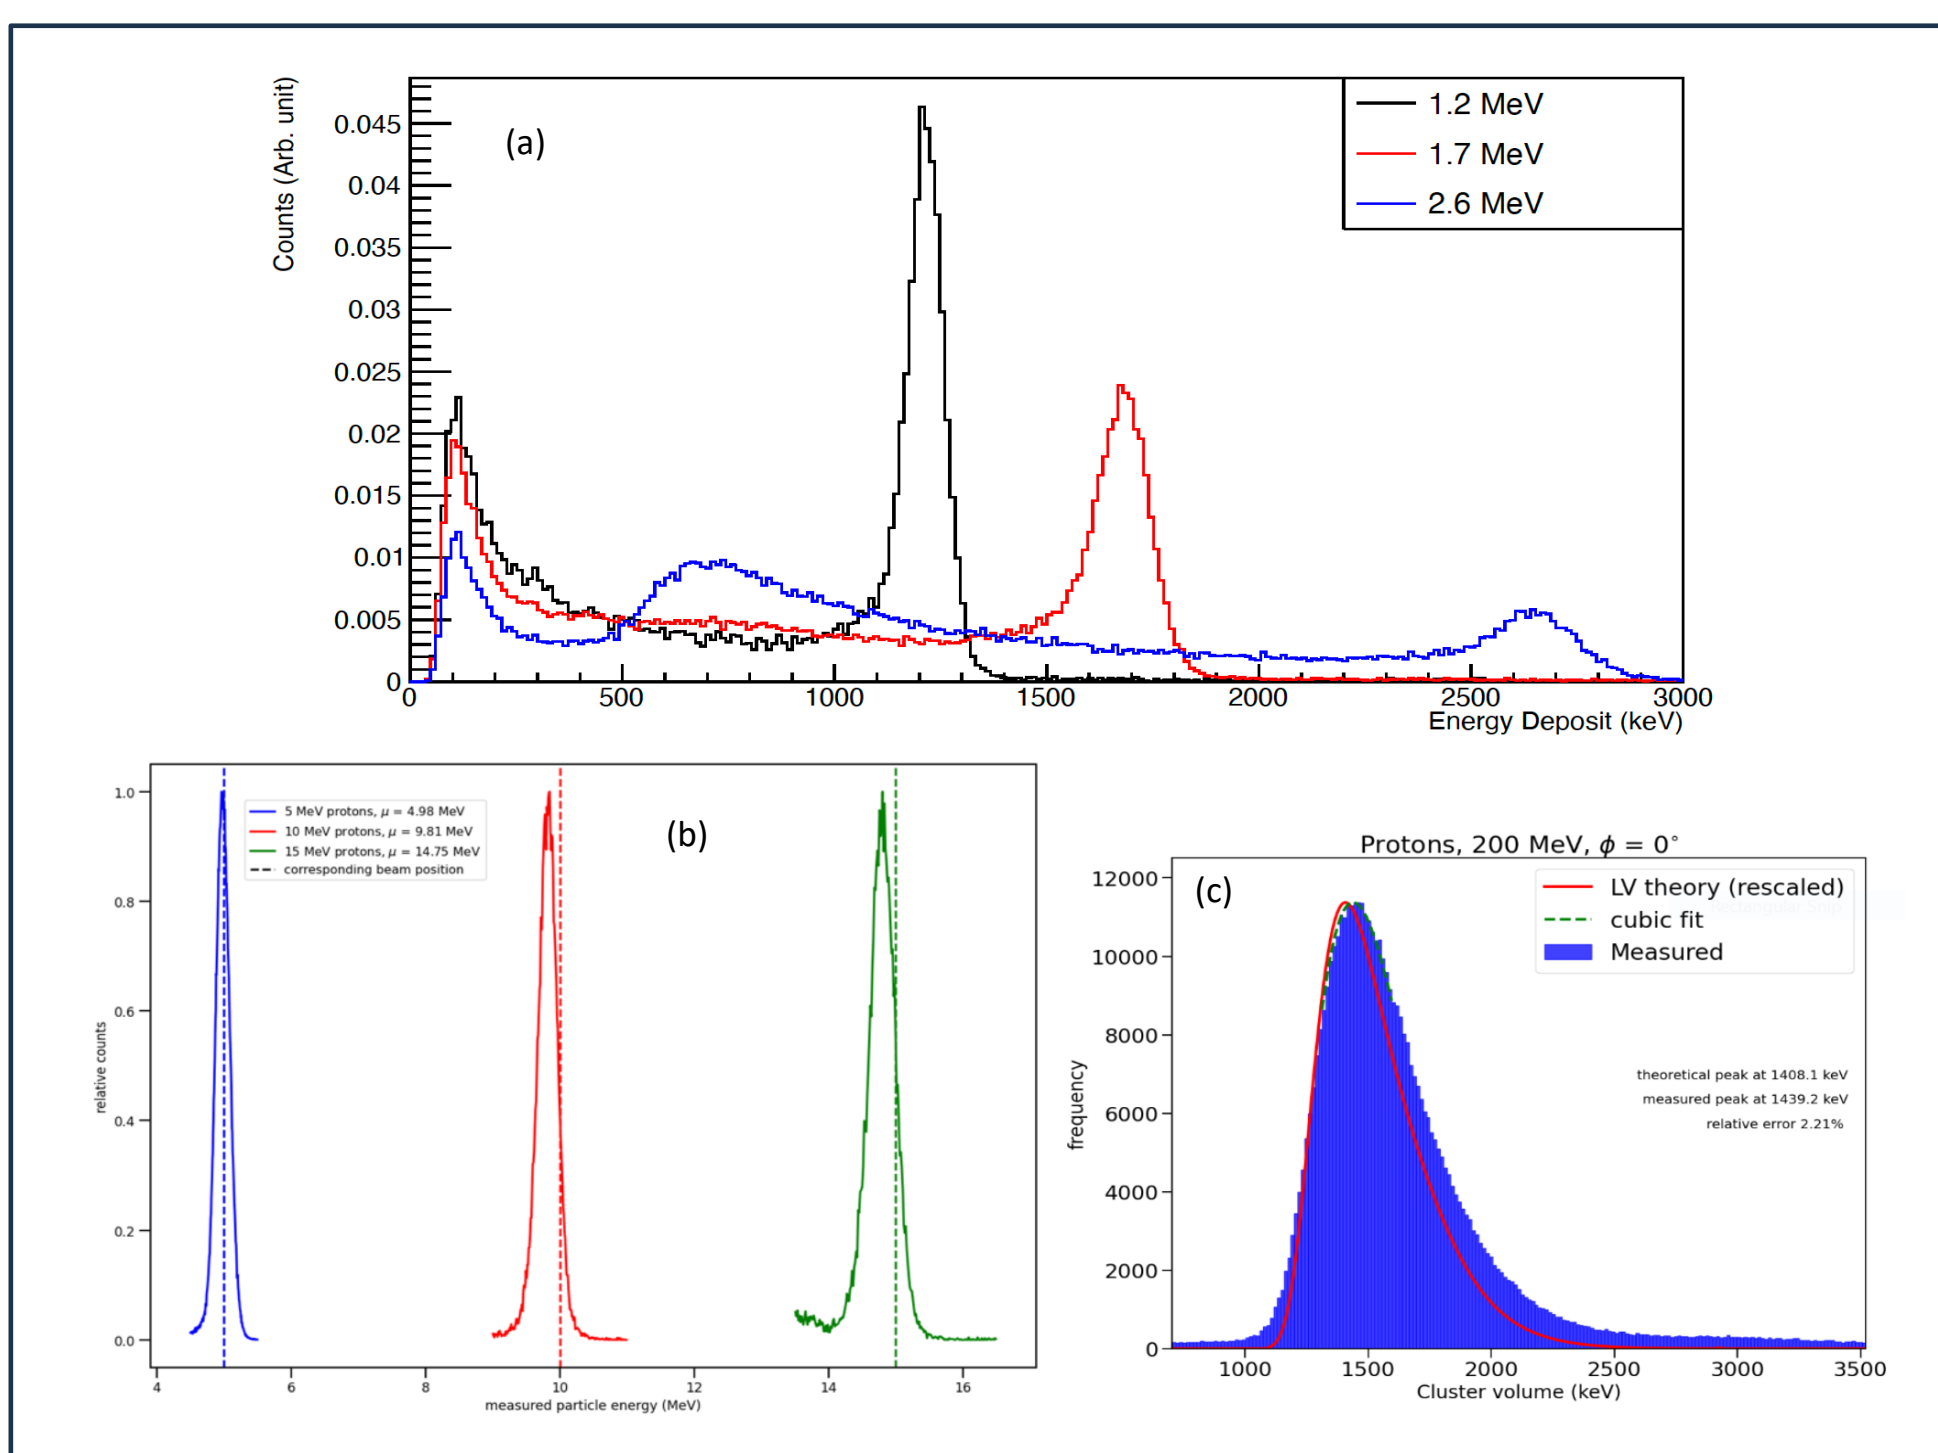 (a)
Counts (Arb. unit)
0.045
0.04
0.035
0.03
0.025
0.02
0.015
0.01
0.005
0
1.2 MeV
1.7 MeV
2.6 MeV
0 500 1000 1500 2000 2500 3000
Energy Deposit (keV)
(b)
relative counts
1.0
0.8
0.6
0.4
0.2
0.0
5 MeV protons, μ = 4.98 MeV
10 MeV protons, μ = 9.81 MeV
15 MeV protons, μ = 14.75 MeV
corresponding beam position
4 6 8 10 12 14 16
measured particle energy (MeV)
Protons, 200 MeV, ϕ = 0°
(c)
frequency
12000
10000
8000
6000
4000
2000
0
LV theory (rescaled)
cubic fit
Measured
theoretical peak at 1408.1 keV
measured peak at 1439.2 keV
relative error 2.21%
1000 1500 2000 2500 3000 3500
Cluster volume (keV)